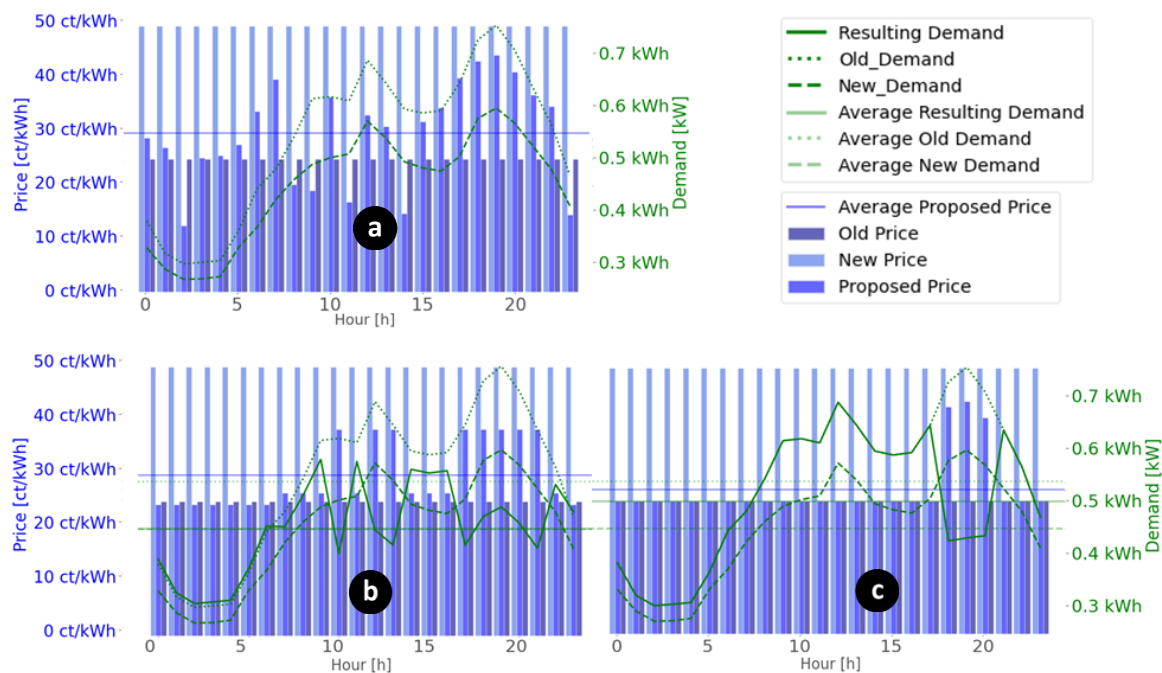 50 ct/kWh
40 ct/kWh
30 ct/kWh
20 ct/kWh
10 ct/kWh
0 ct/kWh
Price [ct/kWh]
0 5 10 15 20
Hour [h]
0.7 kWh
0.6 kWh
0.5 kWh
0.4 kWh
0.3 kWh
Demand [kW]
a
Resulting Demand
Old_Demand
New_Demand
Average Resulting Demand
Average Old Demand
Average New Demand
Average Proposed Price
Old Price
New Price
Proposed Price
50 ct/kWh
40 ct/kWh
30 ct/kWh
20 ct/kWh
10 ct/kWh
0 ct/kWh
Price [ct/kWh]
0 5 10 15 20
Hour [h]
b
0 5 10 15 20
Hour [h]
c
0.7 kWh
0.6 kWh
0.5 kWh
0.4 kWh
0.3 kWh
Demand [kW]